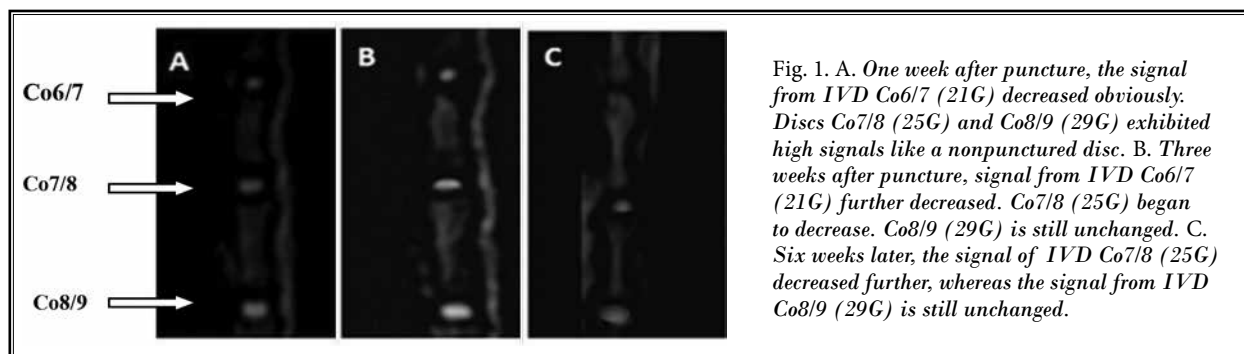 A
B
C
Co6/7
Co7/8
Co8/9
Fig. 1. A. One week after puncture, the signal
from IVD Co6/7 (21G) decreased obviously.
Discs Co7/8 (25G) and Co8/9 (29G) exhibited
high signals like a nonpunctured disc. B. Three
weeks after puncture, signal from IVD Co6/7
(21G) further decreased. Co7/8 (25G) began
to decrease. Co8/9 (29G) is still unchanged. C.
Six weeks later, the signal of IVD Co7/8 (25G)
decreased further, whereas the signal from IVD
Co8/9 (29G) is still unchanged.